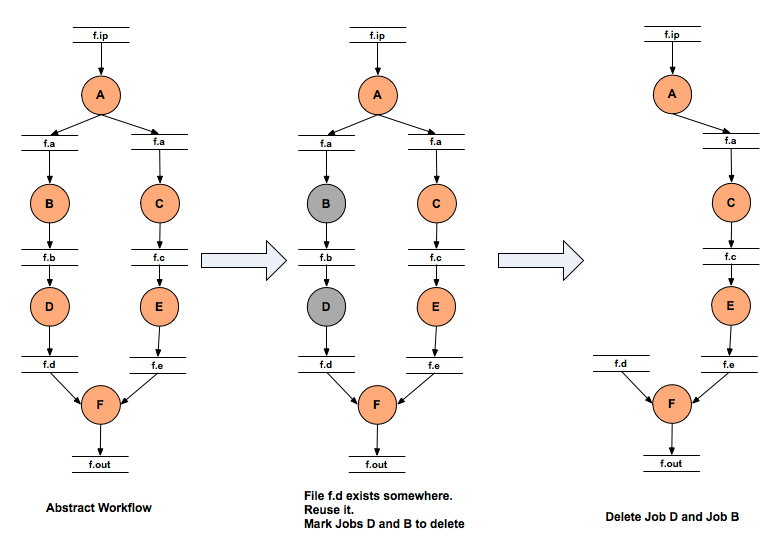 f.ip
A
f.a
f.a
B
C
f.b
f.c
D
E
f.d
f.e
F
f.out
Abstract Workflow
f.ip
A
f.a
f.a
B
C
f.b
f.c
D
E
f.d
f.e
F
f.out
File f.d exists somewhere.
Reuse it.
Mark Jobs D and B to delete
f.ip
A
f.a
C
f.c
E
f.d
f.e
F
f.out
Delete Job D and Job B